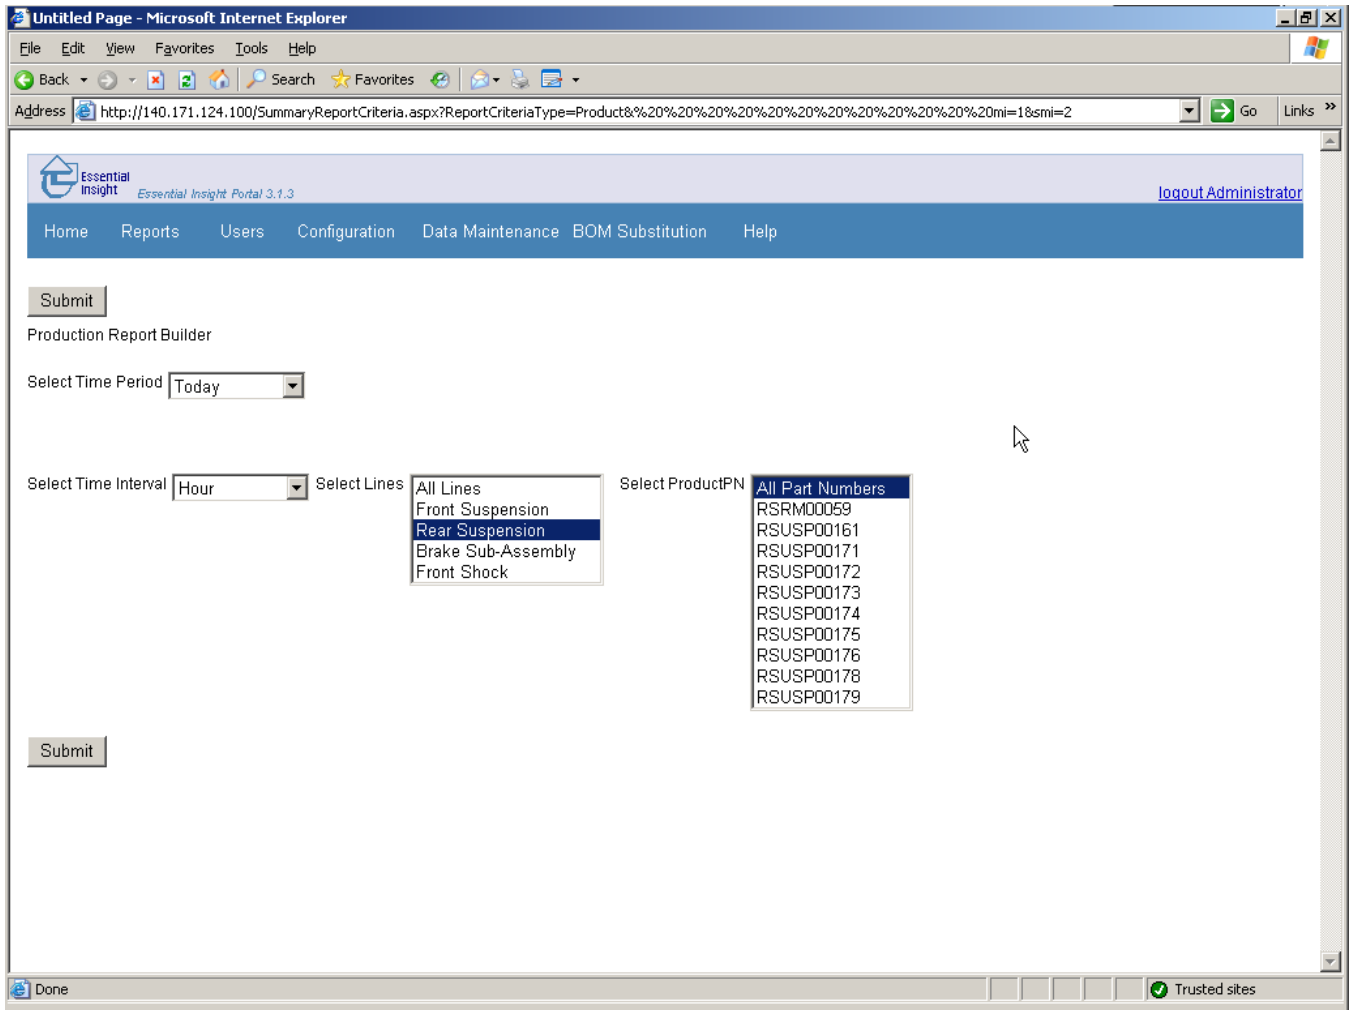 Untitled Page - Microsoft Internet Explorer
File Edit View Favorites Tools Help
Back Search Favorites
Address http://140.171.124.100/SummaryReportCriteria.aspx?ReportCriteriaType=Product&%20%20%20%20%20%20%20%20%20%20%20%20mi=1&smi=2 Go Links »
Essential
Insight Essential Insight Portal 3.1.3
logout Administrator
Home Reports Users Configuration Data Maintenance BOM Substitution Help
Submit
Production Report Builder
Select Time Period Today
Select Time Interval Hour
Select Lines
All Lines
Front Suspension
Rear Suspension
Brake Sub-Assembly
Front Shock
Select ProductPN
All Part Numbers
RSRM00059
RSUSP00161
RSUSP00171
RSUSP00172
RSUSP00173
RSUSP00174
RSUSP00175
RSUSP00176
RSUSP00178
RSUSP00179
Submit
Done Trusted sites